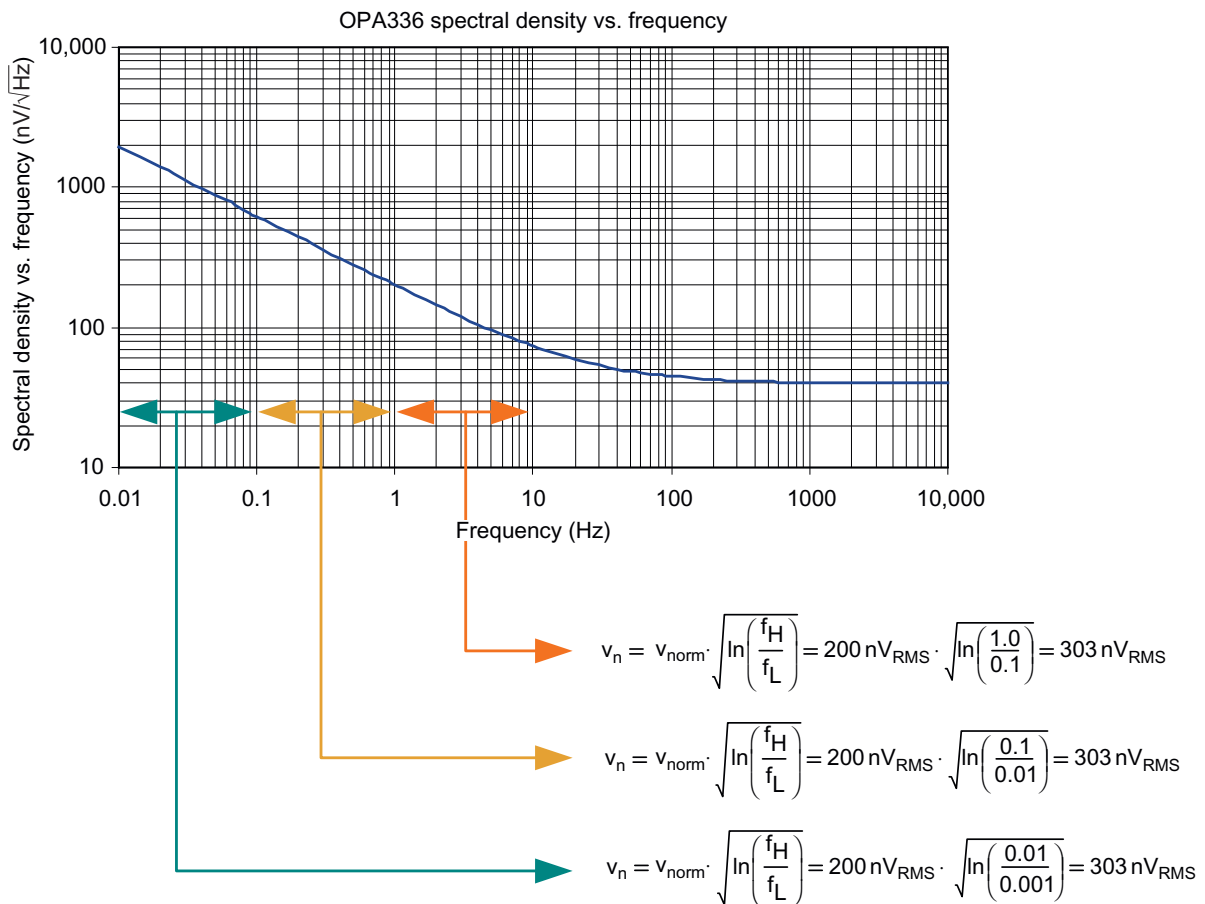 OPA336 spectral density vs. frequency
Spectral density vs. frequency (nV/√Hz)
10,000
1000
100
10
0.01 0.1 1 10 100 1000 10,000
Frequency (Hz)
vn = vnorm · √ln(fH/fL) = 200 nVRMS · √ln(1.0/0.1) = 303 nVRMS
vn = vnorm · √ln(fH/fL) = 200 nVRMS · √ln(0.1/0.01) = 303 nVRMS
vn = vnorm · √ln(fH/fL) = 200 nVRMS · √ln(0.01/0.001) = 303 nVRMS